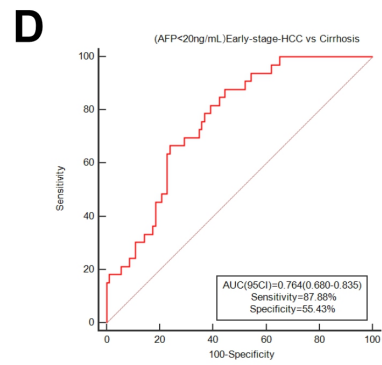 D
(AFP<20ng/mL)Early-stage-HCC vs Cirrhosis
100
80
60
40
20
0
Sensitivity
AUC(95CI)=0.764(0.680-0.835)
Sensitivity=87.88%
Specificity=55.43%
0 20 40 60 80 100
100-Specificity